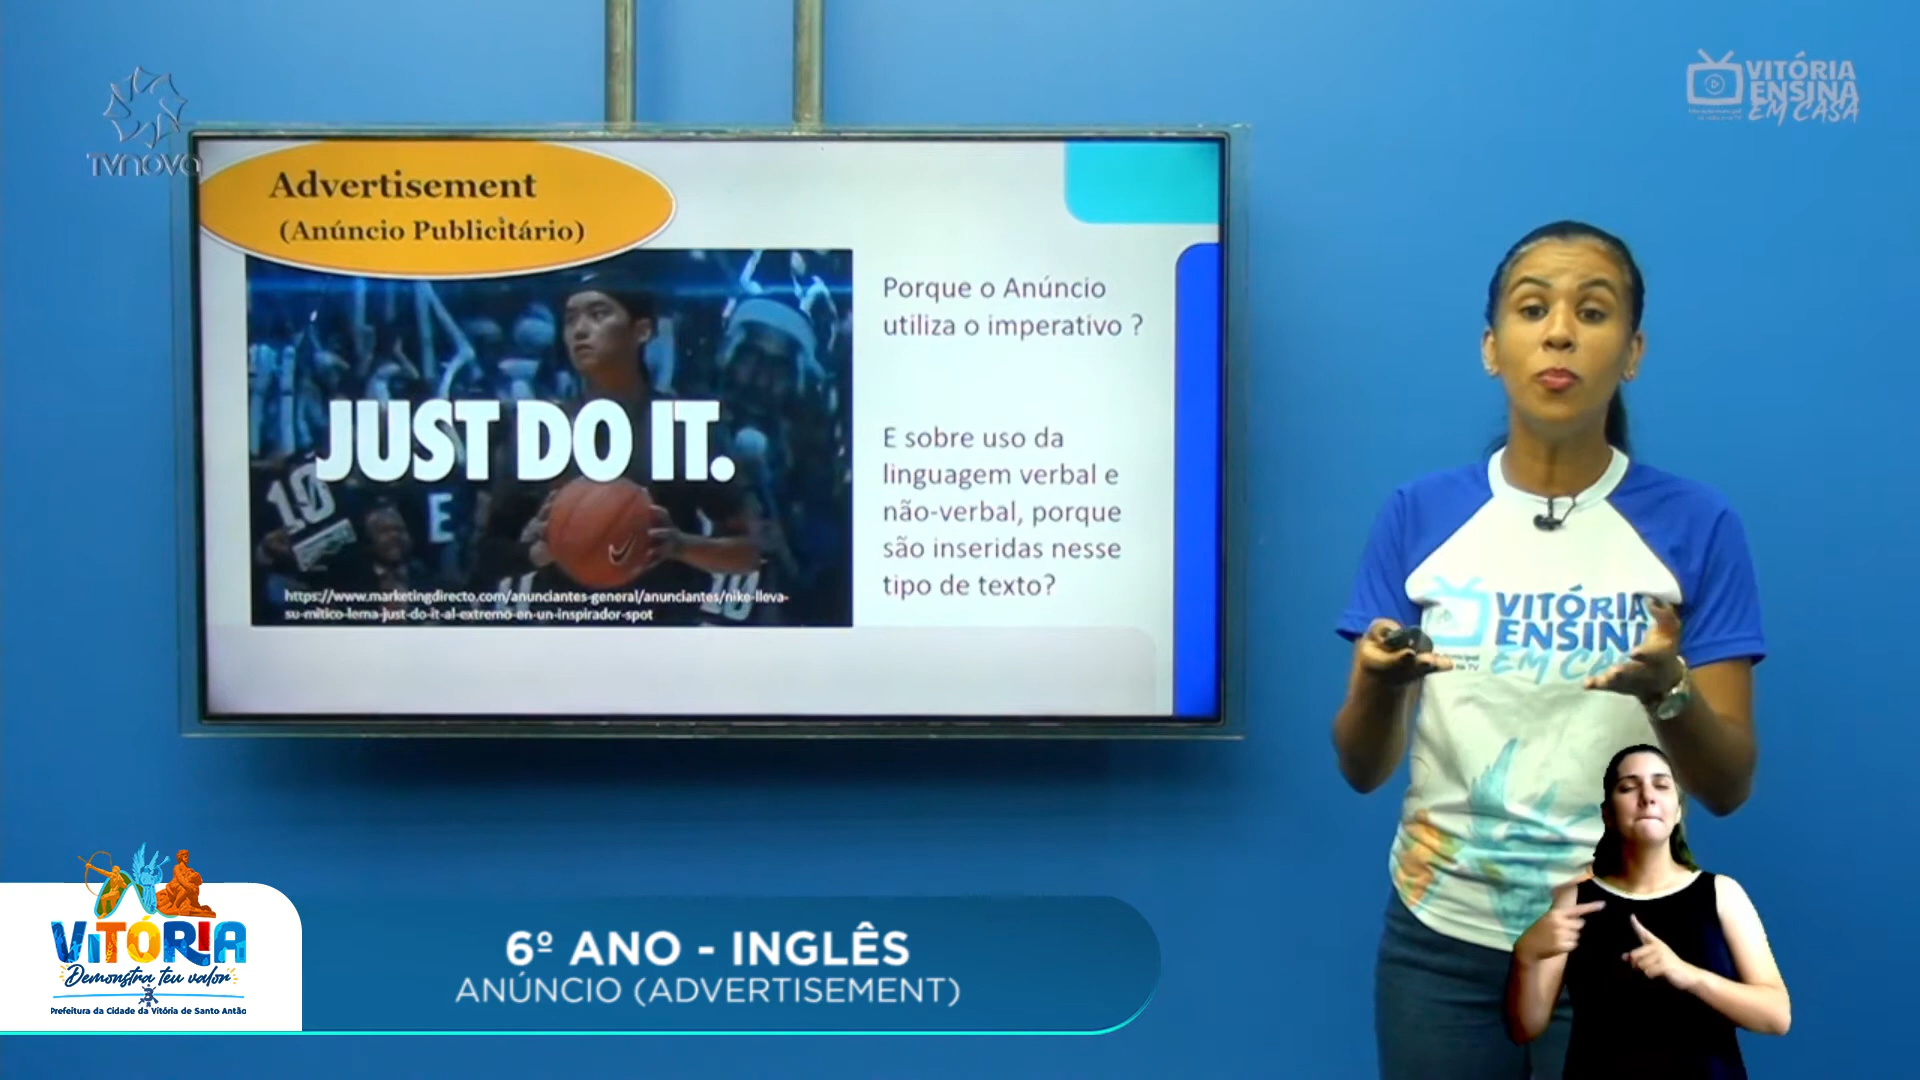 TVNOVA
VITÓRIA
ENSINA
EM CASA
Advertisement
(Anúncio Publicitário)
Porque o Anúncio
utiliza o imperativo ?
E sobre uso da
linguagem verbal e
não-verbal, porque
são inseridas nesse
tipo de texto?
JUST DO IT.
10
E
10
https://www.marketingdirecto.com/anunciantes-general/anunciantes/nike-lleva-
su-mitico-lema-just-do-it-al-extremo-en-un-inspirador-spot
VITÓRIA
ENSINA
EM CA
VITÓRIA
Demonstra teu valor
Prefeitura da Cidade da Vitória de Santo Antão
6º ANO - INGLÊS
ANÚNCIO (ADVERTISEMENT)